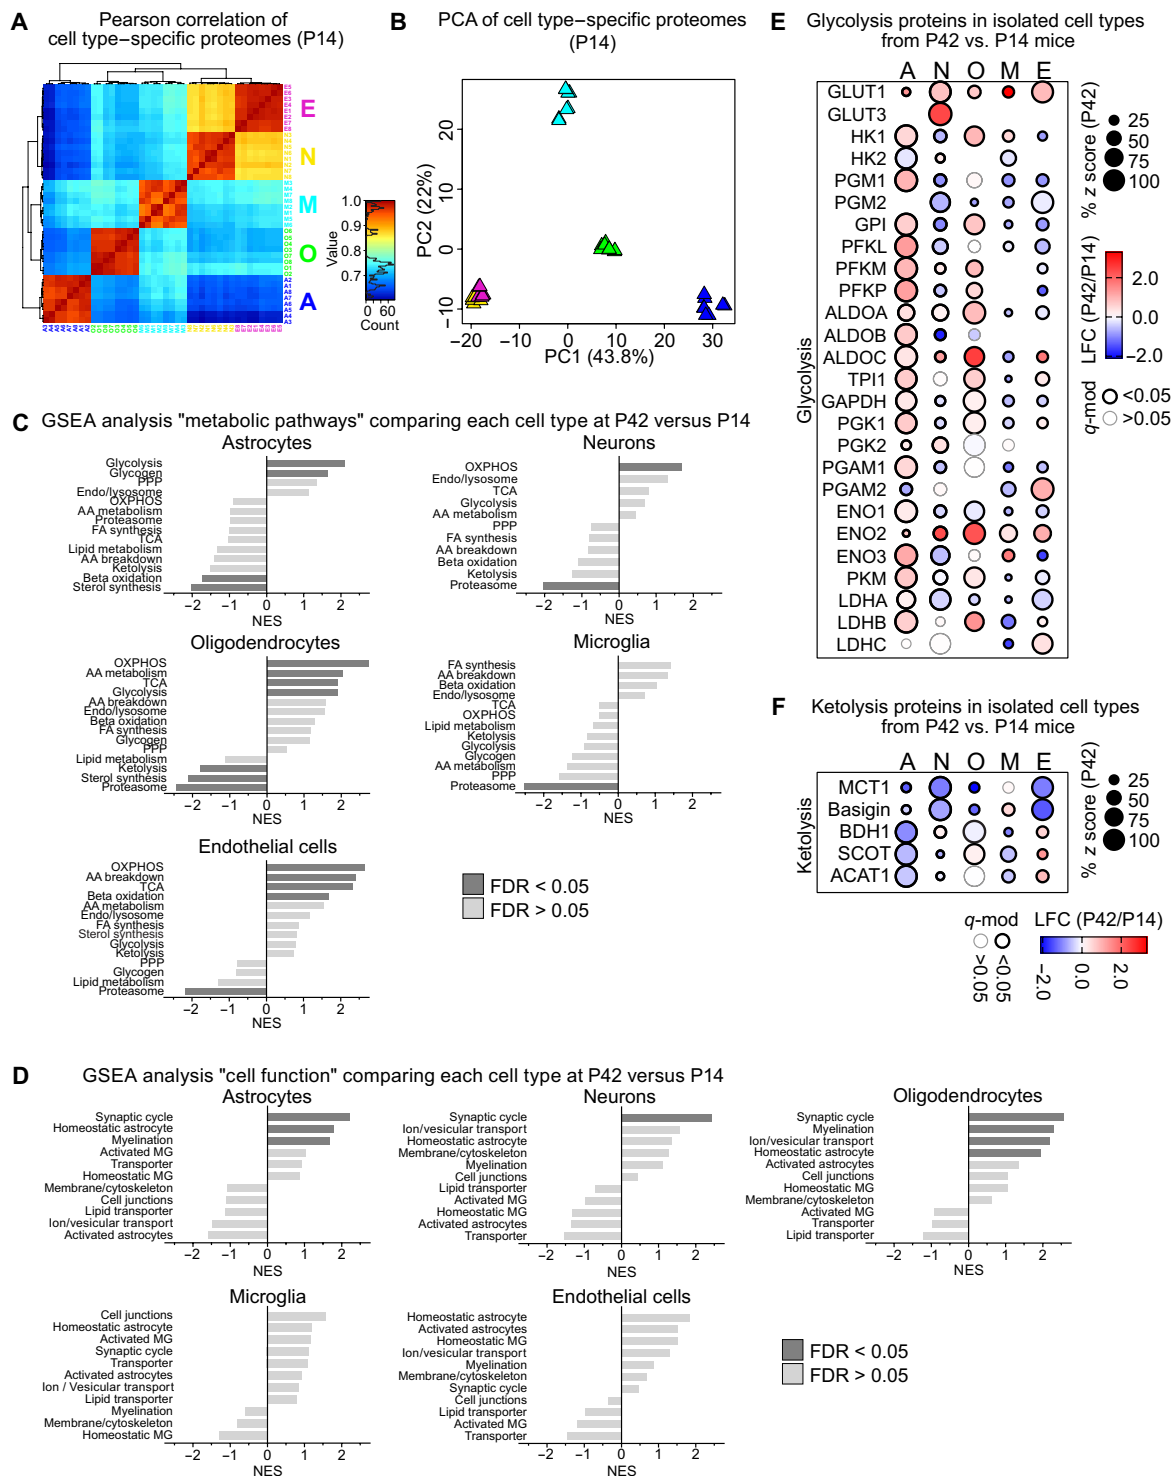 A
Pearson correlation of
cell type–specific proteomes (P14)
E
N
M
O
A
1.0
0.9
0.8
0.7
Value
0 60
Count
B
PCA of cell type–specific proteomes
(P14)
PC2 (22%)
20
10
0
−10
−20 −10 0 10 20 30
PC1 (43.8%)
C
GSEA analysis "metabolic pathways" comparing each cell type at P42 versus P14
Astrocytes
Glycolysis
Glycogen
PPP
Endo/lysosome
OXPHOS
AA metabolism
Proteasome
FA synthesis
TCA
Lipid metabolism
AA breakdown
Ketolysis
Beta oxidation
Sterol synthesis
−2 −1 0 1 2
NES
Neurons
OXPHOS
Endo/lysosome
TCA
Glycolysis
AA metabolism
PPP
FA synthesis
AA breakdown
Beta oxidation
Ketolysis
Proteasome
−2 −1 0 1 2
NES
Oligodendrocytes
OXPHOS
AA metabolism
TCA
Glycolysis
AA breakdown
Endo/lysosome
Beta oxidation
FA synthesis
Glycogen
PPP
Lipid metabolism
Ketolysis
Sterol synthesis
Proteasome
−2 −1 0 1 2
NES
Microglia
FA synthesis
AA breakdown
Beta oxidation
Endo/lysosome
TCA
OXPHOS
Lipid metabolism
Ketolysis
Glycolysis
Glycogen
AA metabolism
PPP
Proteasome
−2 −1 0 1 2
NES
Endothelial cells
OXPHOS
AA breakdown
TCA
Beta oxidation
AA metabolism
Endo/lysosome
FA synthesis
Sterol synthesis
Glycolysis
Ketolysis
PPP
Glycogen
Lipid metabolism
Proteasome
−2 −1 0 1 2
NES
FDR < 0.05
FDR > 0.05
D
GSEA analysis "cell function" comparing each cell type at P42 versus P14
Astrocytes
Synaptic cycle
Homeostatic astrocyte
Myelination
Activated MG
Transporter
Homeostatic MG
Membrane/cytoskeleton
Cell junctions
Lipid transporter
Ion/vesicular transport
Activated astrocytes
−2 −1 0 1 2
NES
Neurons
Synaptic cycle
Ion/vesicular transport
Homeostatic astrocyte
Membrane/cytoskeleton
Myelination
Cell junctions
Lipid transporter
Activated MG
Homeostatic MG
Activated astrocytes
Transporter
−2 −1 0 1 2
NES
Oligodendrocytes
Synaptic cycle
Myelination
Ion/vesicular transport
Homeostatic astrocyte
Activated astrocytes
Cell junctions
Homeostatic MG
Membrane/cytoskeleton
Activated MG
Transporter
Lipid transporter
−2 −1 0 1 2
NES
Microglia
Cell junctions
Homeostatic astrocyte
Activated MG
Synaptic cycle
Transporter
Activated astrocytes
Ion / Vesicular transport
Lipid transporter
Myelination
Membrane/cytoskeleton
Homeostatic MG
−2 −1 0 1 2
NES
Endothelial cells
Homeostatic astrocyte
Activated astrocytes
Homeostatic MG
Ion/vesicular transport
Myelination
Membrane/cytoskeleton
Synaptic cycle
Cell junctions
Lipid transporter
Activated MG
Transporter
−2 −1 0 1 2
NES
FDR < 0.05
FDR > 0.05
E
Glycolysis proteins in isolated cell types
from P42 vs. P14 mice
A N O M E
Glycolysis
GLUT1
GLUT3
HK1
HK2
PGM1
PGM2
GPI
PFKL
PFKM
PFKP
ALDOA
ALDOB
ALDOC
TPI1
GAPDH
PGK1
PGK2
PGAM1
PGAM2
ENO1
ENO2
ENO3
PKM
LDHA
LDHB
LDHC
% z score (P42)
25
50
75
100
LFC (P42/P14)
2.0
0.0
−2.0
q-mod
<0.05
>0.05
F
Ketolysis proteins in isolated cell types
from P42 vs. P14 mice
A N O M E
Ketolysis
MCT1
Basigin
BDH1
SCOT
ACAT1
% z score (P42)
25
50
75
100
q-mod
>0.05
<0.05
LFC (P42/P14)
−2.0
0.0
2.0